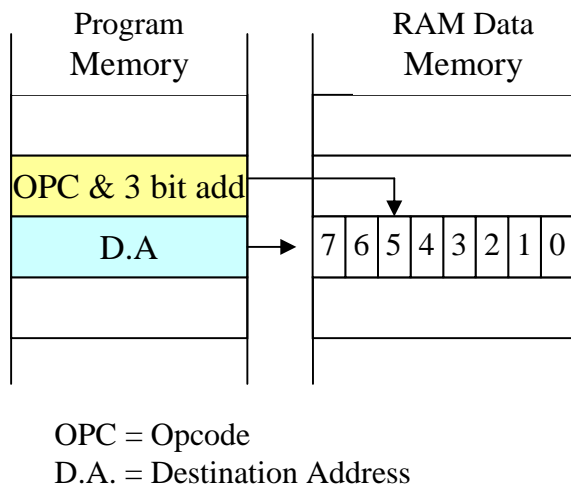 Program
Memory
RAM Data
Memory
OPC & 3 bit add
D.A
7 6 5 4 3 2 1 0
OPC = Opcode
D.A. = Destination Address